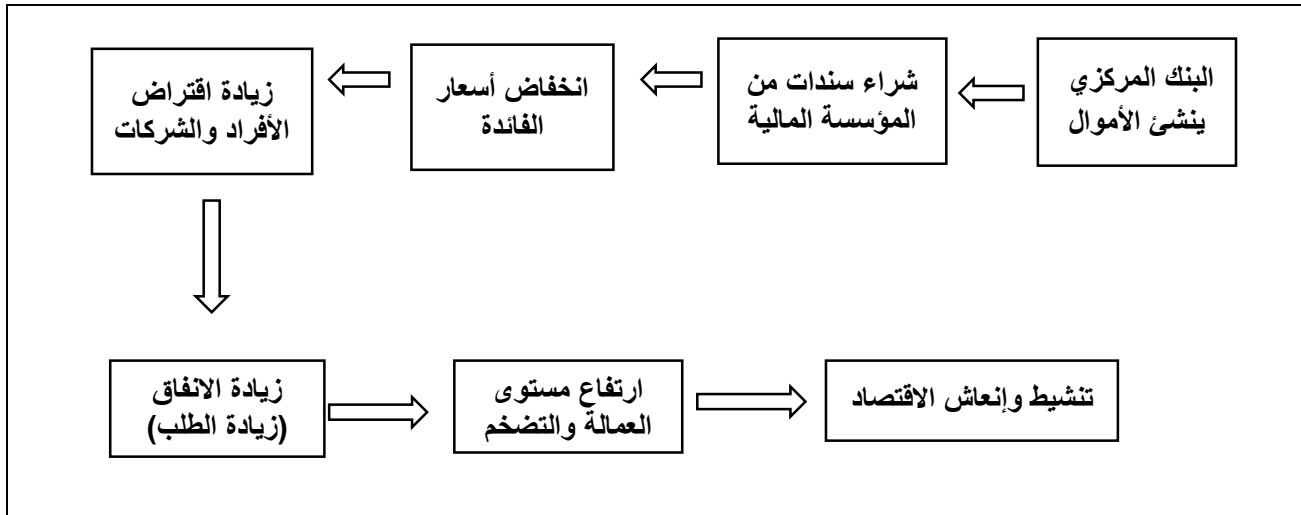 البنك المركزي
ينشئ الأموال
شراء سندات من
المؤسسة المالية
انخفاض أسعار
الفائدة
زيادة اقتراض
الأفراد والشركات
زيادة الانفاق
(زيادة الطلب)
ارتفاع مستوى
العمالة والتضخم
تنشيط وإنعاش الاقتصاد